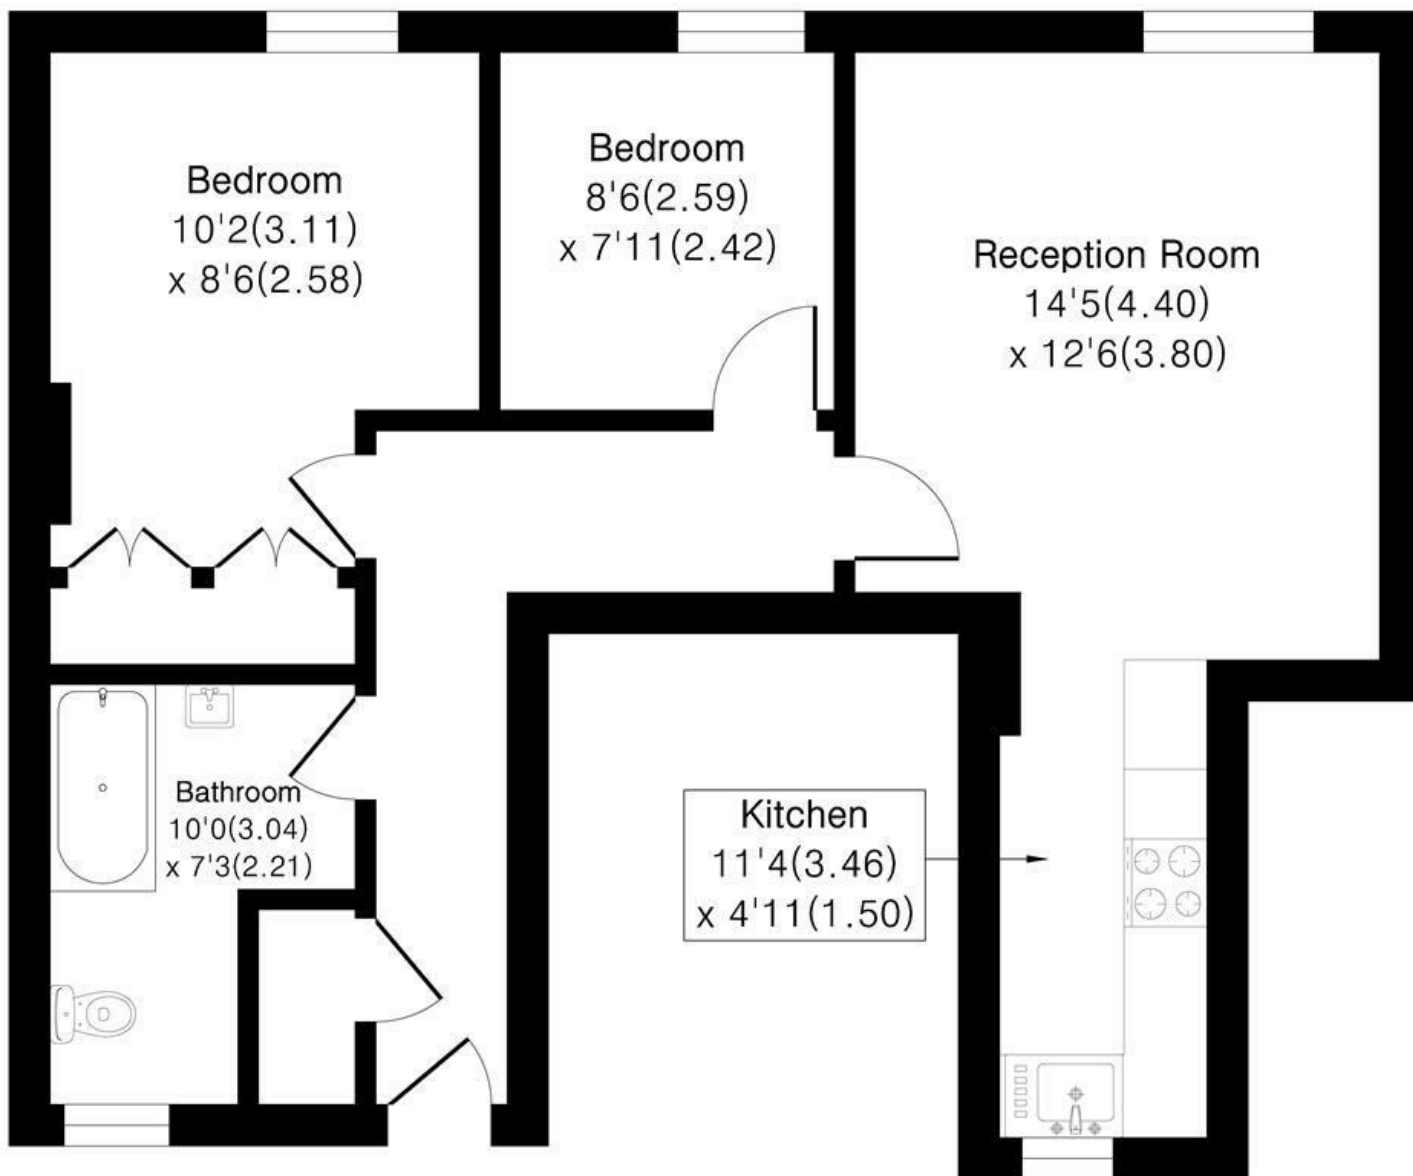 Bedroom
10'2(3.11)
x 8'6(2.58)
Bedroom
8'6(2.59)
x 7'11(2.42)
Reception Room
14'5(4.40)
x 12'6(3.80)
Bathroom
10'0(3.04)
x 7'3(2.21)
Kitchen
11'4(3.46)
x 4'11(1.50)